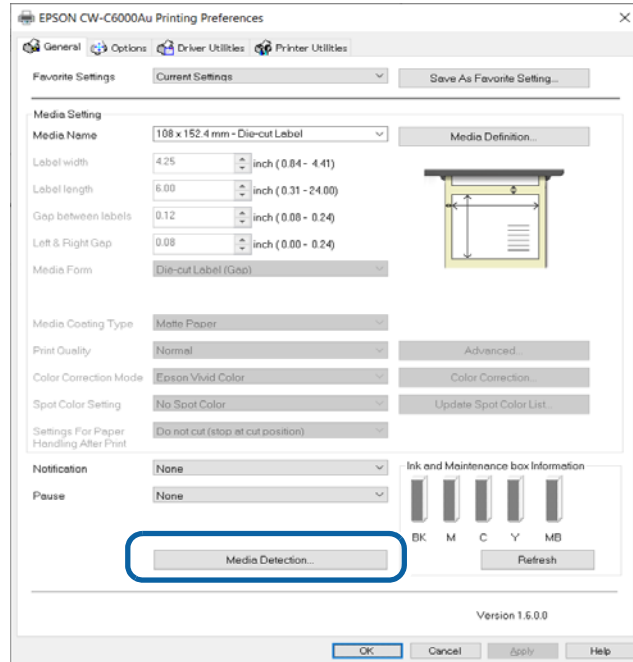 EPSON CW-C6000Au Printing Preferences
General Options Driver Utilities Printer Utilities
Favorite Settings Current Settings Save As Favorite Setting...
Media Setting
Media Name 108 x 152.4 mm - Die-cut Label Media Definition...
Label width 4.25 inch ( 0.84 - 4.41)
Label length 6.00 inch ( 0.31 - 24.00)
Gap between labels 0.12 inch ( 0.08 - 0.24)
Left & Right Gap 0.08 inch ( 0.00 - 0.24)
Media Form Die-cut Label (Gap)
Media Coating Type Matte Paper
Print Quality Normal Advanced...
Color Correction Mode Epson Vivid Color Color Correction...
Spot Color Setting No Spot Color Update Spot Color List...
Settings For Paper Handling After Print Do not cut (stop at cut position)
Notification None
Pause None
Ink and Maintenance box Information
BK M C Y MB
Media Detection... Refresh
Version 1.6.0.0
OK Cancel Apply Help